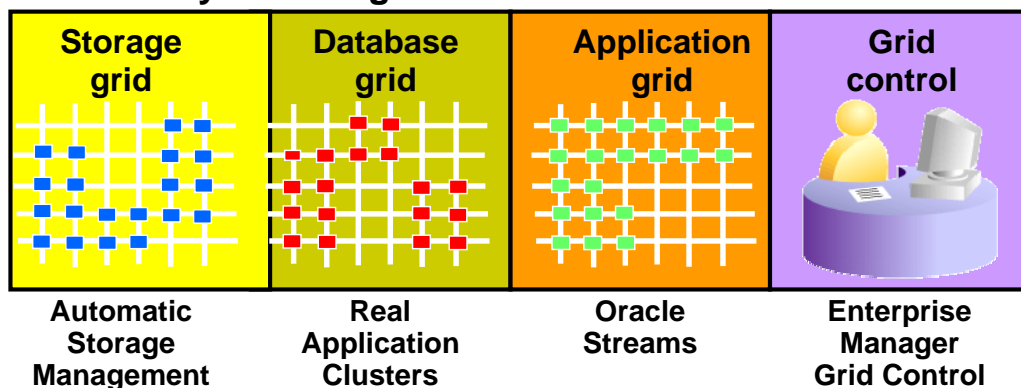 Storage
grid
Database
grid
Application
grid
Grid
control
Automatic
Storage
Management
Real
Application
Clusters
Oracle
Streams
Enterprise
Manager
Grid Control